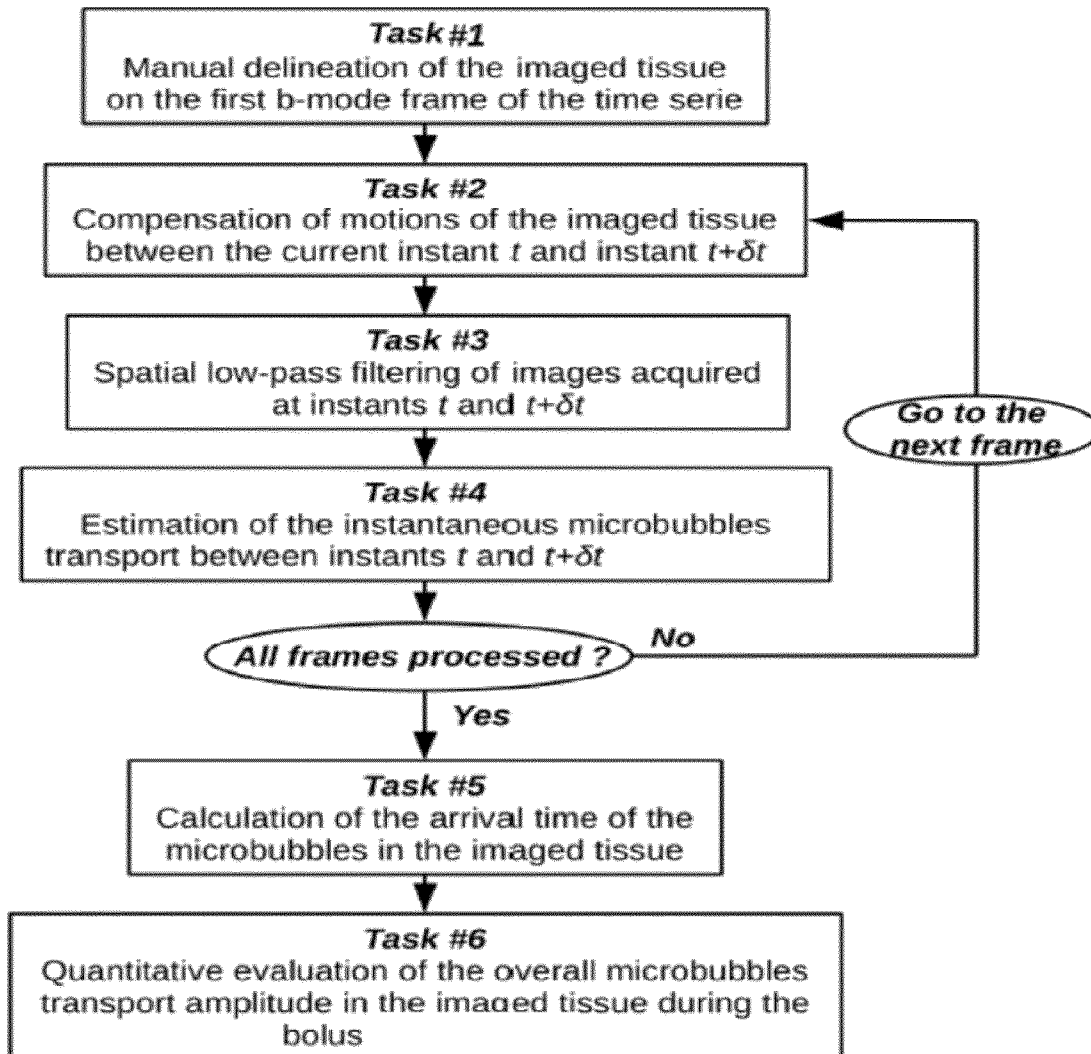 Task #1
Manual delineation of the imaged tissue
on the first b-mode frame of the time serie
Task #2
Compensation of motions of the imaged tissue
between the current instant t and instant t+δt
Task #3
Spatial low-pass filtering of images acquired
at instants t and t+δt
Go to the
next frame
Task #4
Estimation of the instantaneous microbubbles
transport between instants t and t+δt
All frames processed ?
No
Yes
Task #5
Calculation of the arrival time of the
microbubbles in the imaged tissue
Task #6
Quantitative evaluation of the overall microbubbles
transport amplitude in the imaged tissue during the
bolus